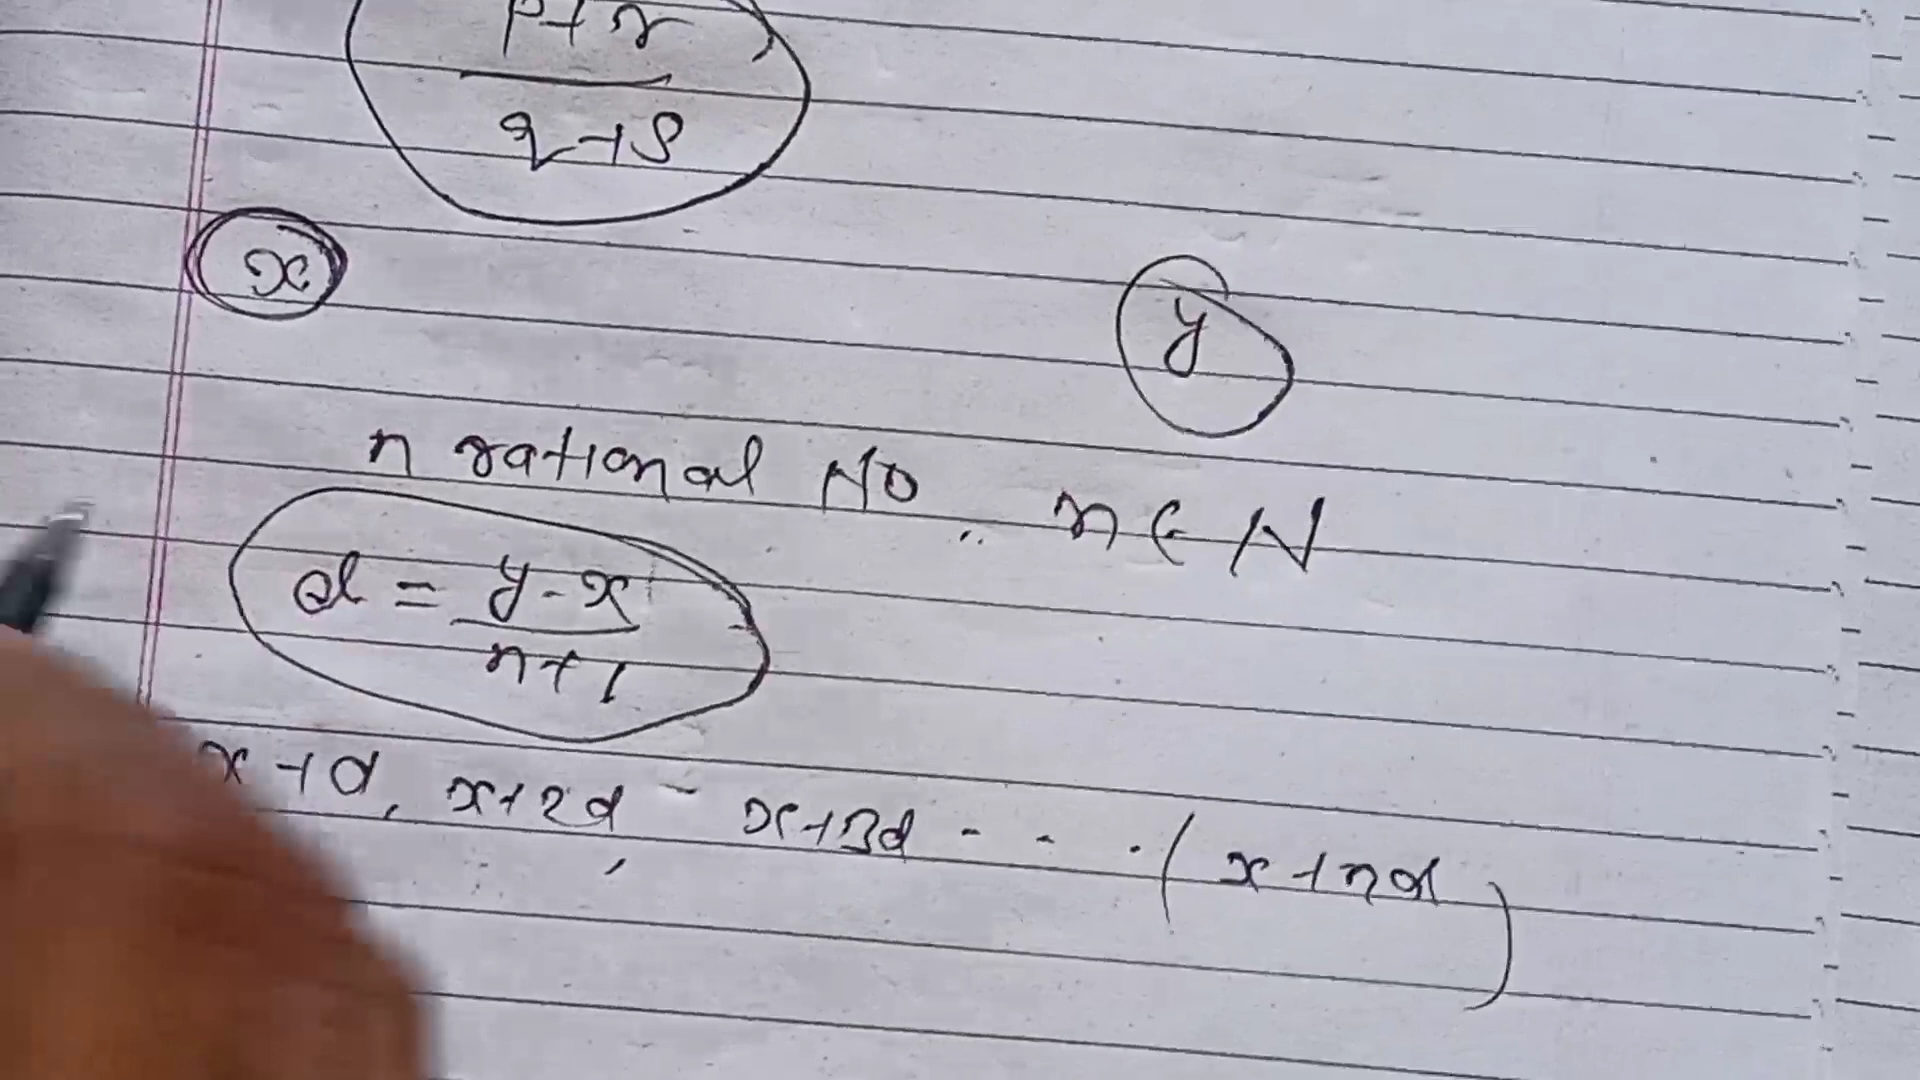 p+r
q+s
x
y
n rational No.. n ∈ N
d = y-x
n+1
x+d, x+2d, x+3d - - . (x+nd)